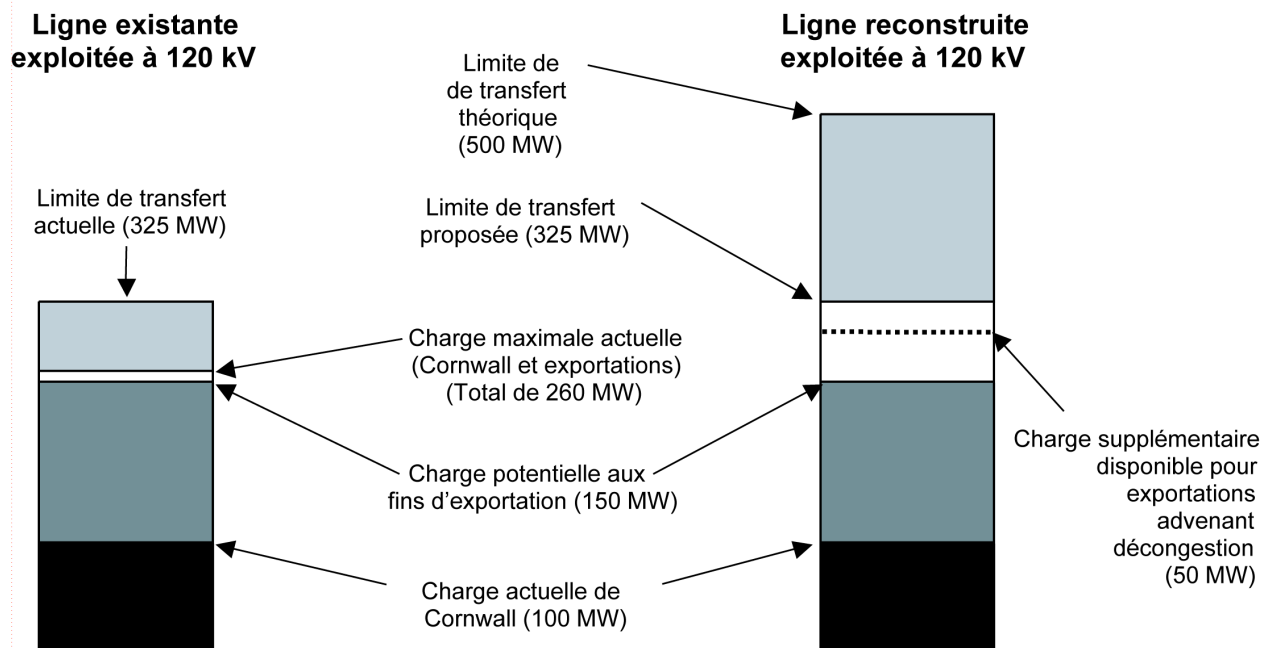 Ligne existante
exploitée à 120 kV
Ligne reconstruite
exploitée à 120 kV
Limite de
de transfert
théorique
(500 MW)
Limite de transfert
actuelle (325 MW)
Limite de transfert
proposée (325 MW)
Charge maximale actuelle
(Cornwall et exportations)
(Total de 260 MW)
Charge potentielle aux
fins d'exportation (150 MW)
Charge supplémentaire
disponible pour
exportations
advenant
décongestion
(50 MW)
Charge actuelle de
Cornwall (100 MW)